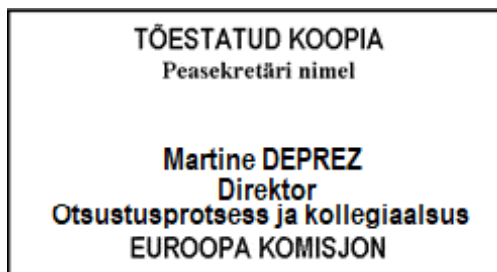 TÕESTATUD KOOPIA
Peasekretäri nimel
Martine DEPREZ
Direktor
Otsustusprotsess ja kollegiaalsus
EUROOPA KOMISJON